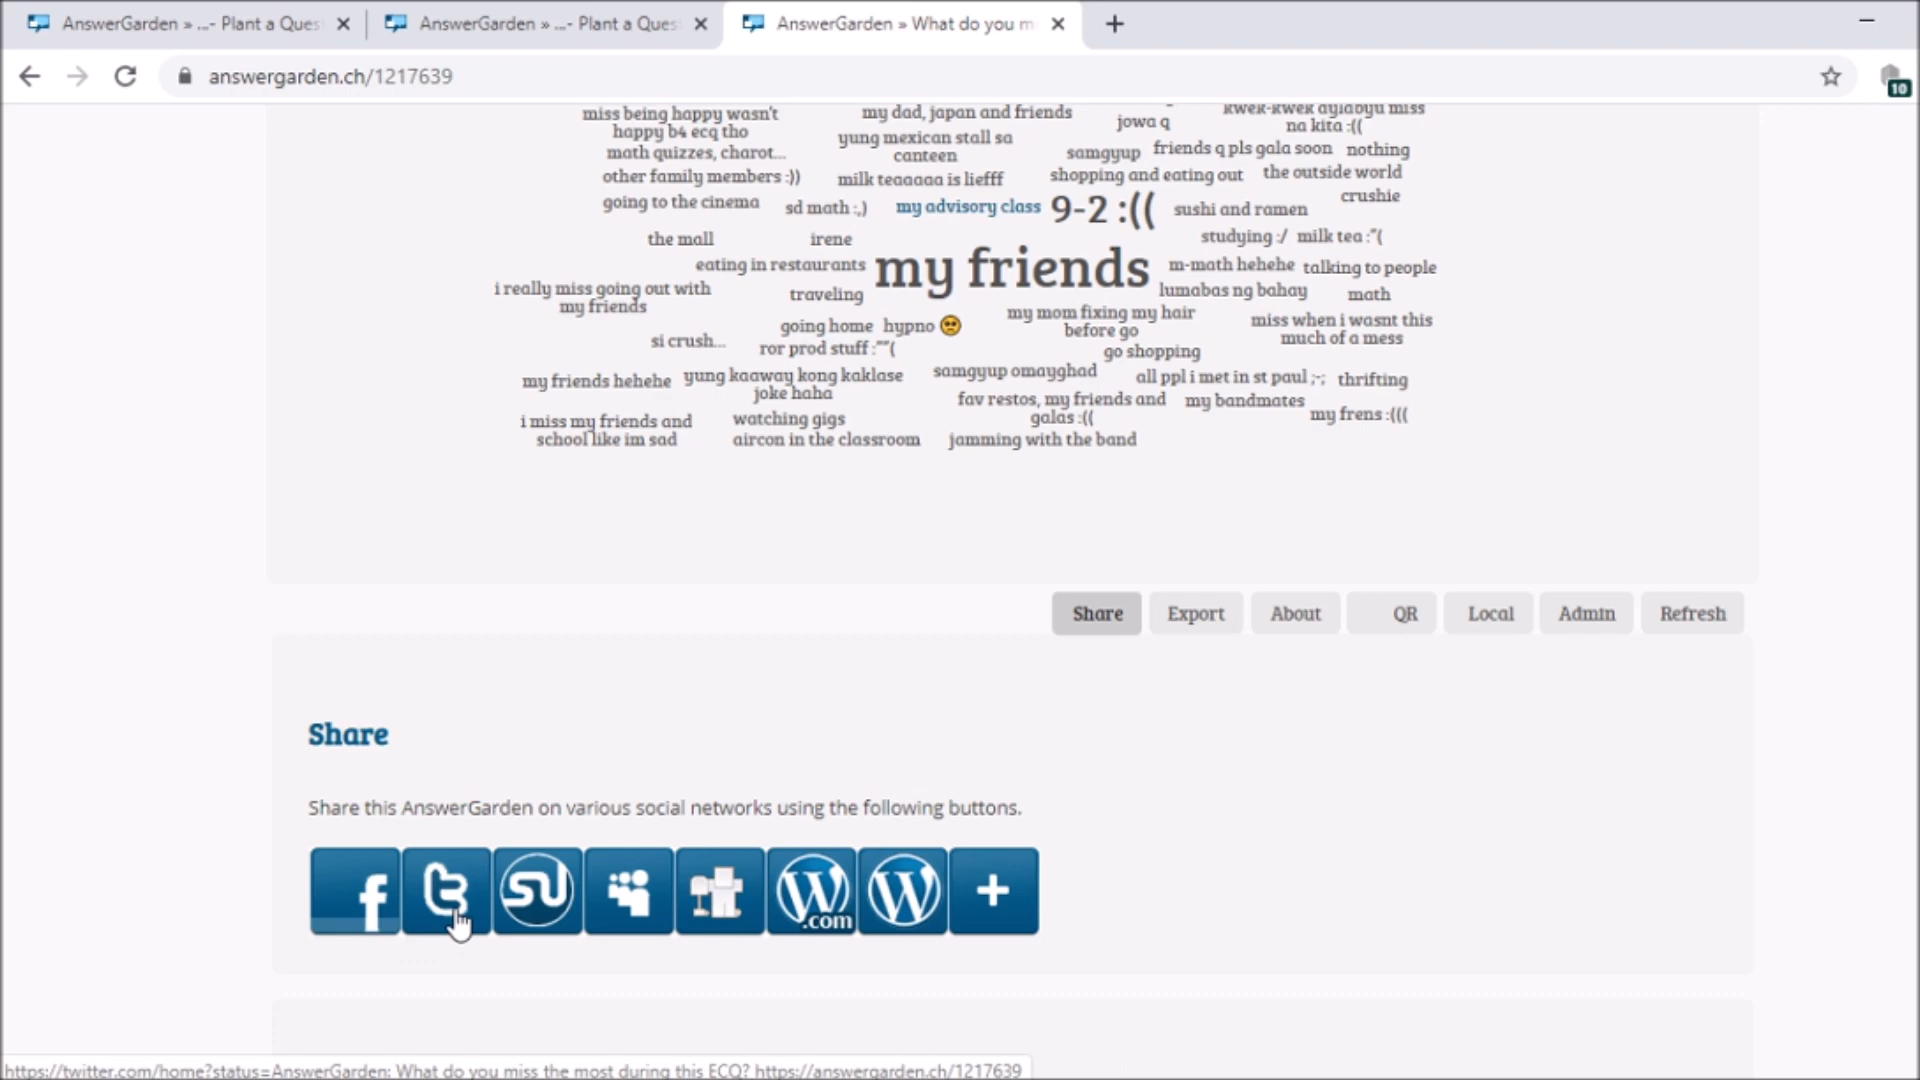 AnswerGarden » ...- Plant a Ques
AnswerGarden » ...- Plant a Ques
AnswerGarden » What do you m
answergarden.ch/1217639
10
miss being happy wasn't
happy b4 ecq tho
my dad, japan and friends
jowa q
kwek-kwek aylabyu miss
na kita :((
math quizzes, charot...
yung mexican stall sa
canteen
samgyup
friends q pls gala soon
nothing
other family members :))
milk teaaaaa is liefff
shopping and eating out
the outside world
going to the cinema
sd math :,)
my advisory class
9-2 :((
sushi and ramen
crushie
the mall
irene
studying :/
milk tea :"(
eating in restaurants
my friends
m-math hehehe
talking to people
i really miss going out with
my friends
traveling
lumabas ng bahay
math
going home
hypno 🥺
my mom fixing my hair
before go
miss when i wasnt this
much of a mess
si crush...
ror prod stuff :""(
go shopping
my friends hehehe
yung kaaway kong kaklase
joke haha
samgyup omayghad
all ppl i met in st paul ;-;
thrifting
fav restos, my friends and
galas :((
my bandmates
my frens :(((
i miss my friends and
school like im sad
watching gigs
aircon in the classroom
jamming with the band
Share
Export
About
QR
Local
Admin
Refresh
Share
Share this AnswerGarden on various social networks using the following buttons.
.com
https://twitter.com/home?status=AnswerGarden: What do you miss the most during this ECQ? https://answergarden.ch/1217639